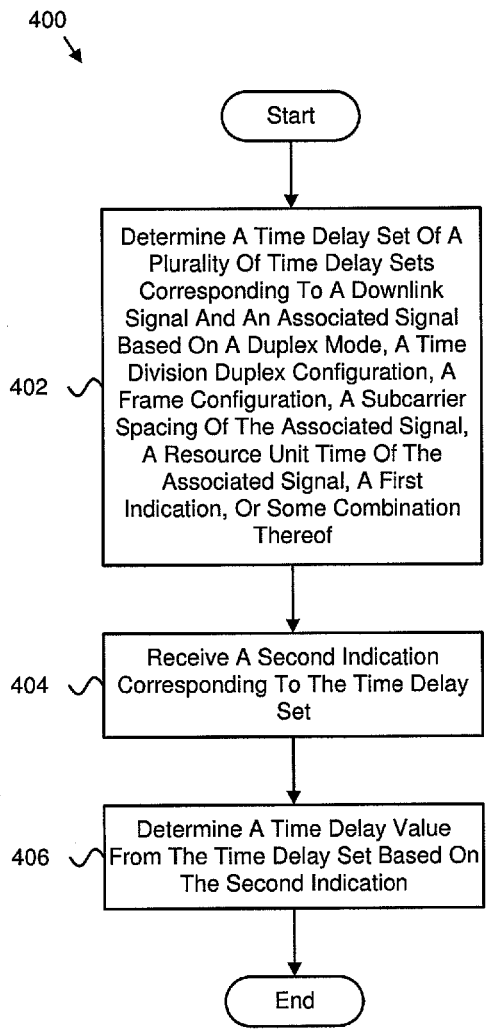 400
Start
Determine A Time Delay Set Of A
Plurality Of Time Delay Sets
Corresponding To A Downlink
Signal And An Associated Signal
Based On A Duplex Mode, A Time
Division Duplex Configuration, A
Frame Configuration, A Subcarrier
Spacing Of The Associated Signal,
A Resource Unit Time Of The
Associated Signal, A First
Indication, Or Some Combination
Thereof
402
Receive A Second Indication
Corresponding To The Time Delay
Set
404
Determine A Time Delay Value
From The Time Delay Set Based On
The Second Indication
406
End